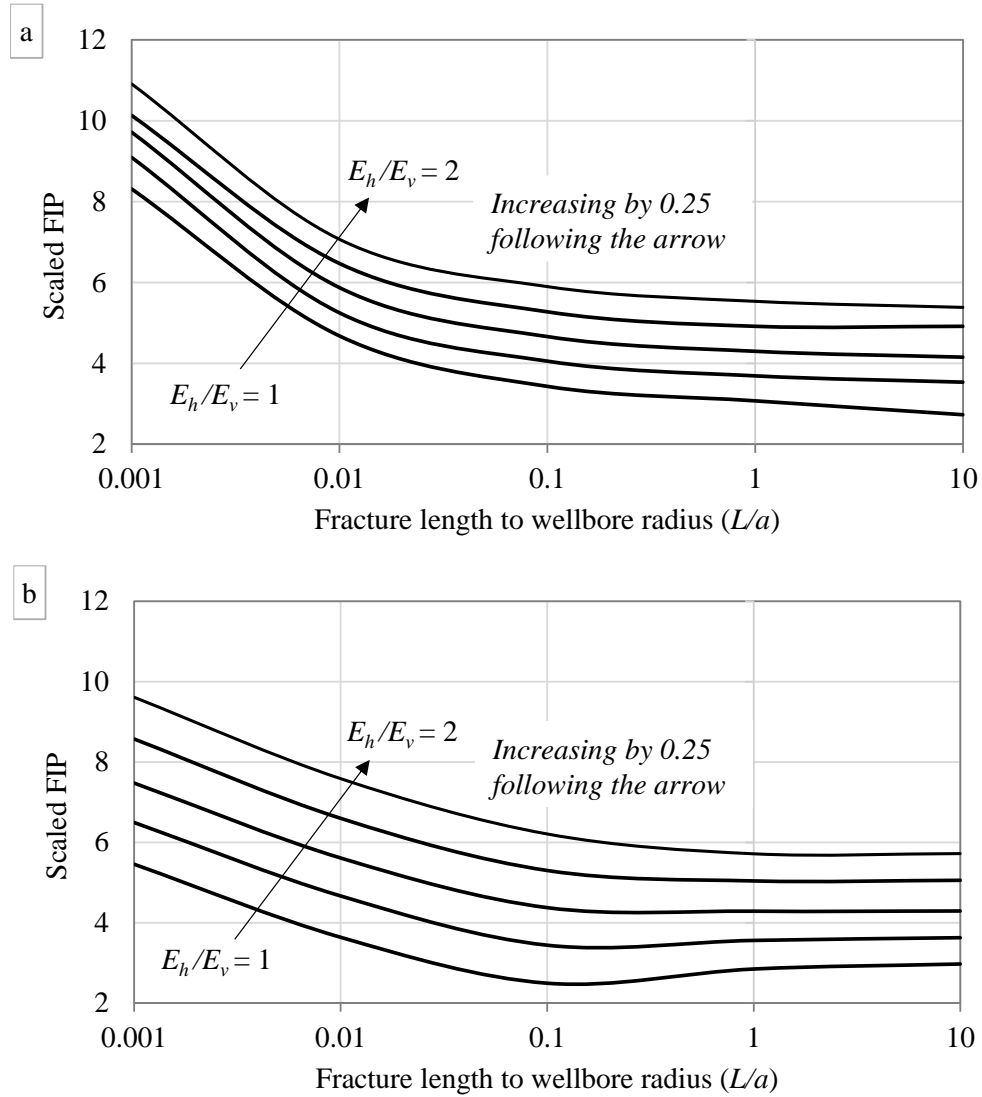 a
12
10
8
6
4
2
Scaled FIP
E_h/E_v = 2
Increasing by 0.25
following the arrow
E_h/E_v = 1
0.001 0.01 0.1 1 10
Fracture length to wellbore radius (L/a)
b
12
10
8
6
4
2
Scaled FIP
E_h/E_v = 2
Increasing by 0.25
following the arrow
E_h/E_v = 1
0.001 0.01 0.1 1 10
Fracture length to wellbore radius (L/a)